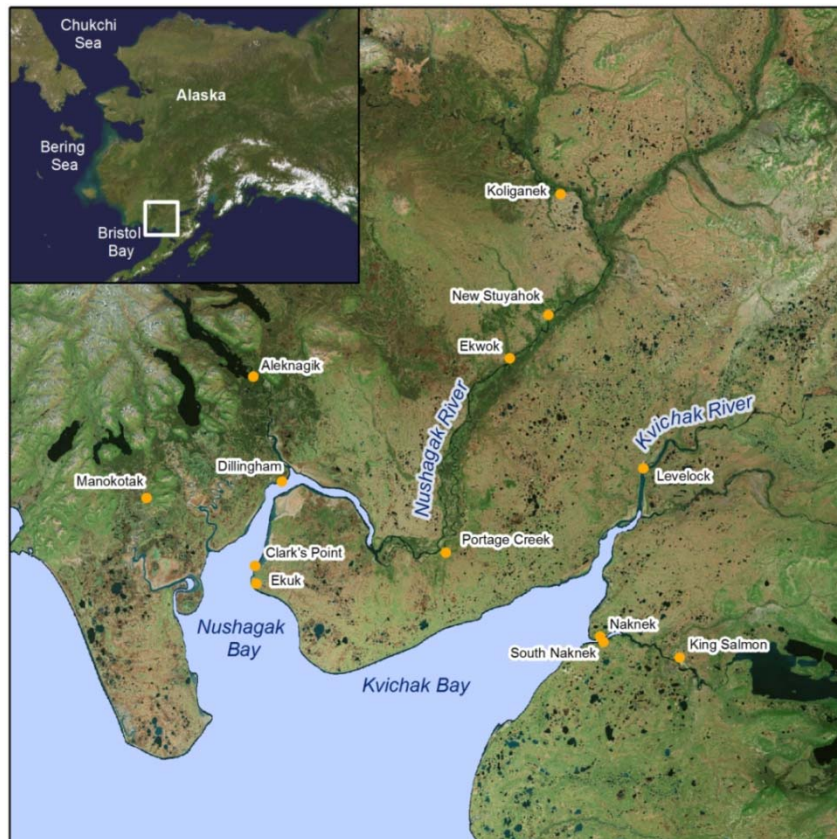 Chukchi
Sea
Alaska
Bering
Sea
Bristol
Bay
Koliganek
New Stuyahok
Ekwok
Aleknagik
Nushagak River
Kvichak River
Dillingham
Manokotak
Levelock
Portage Creek
Clark's Point
Ekuk
Nushagak
Bay
Naknek
South Naknek
King Salmon
Kvichak Bay